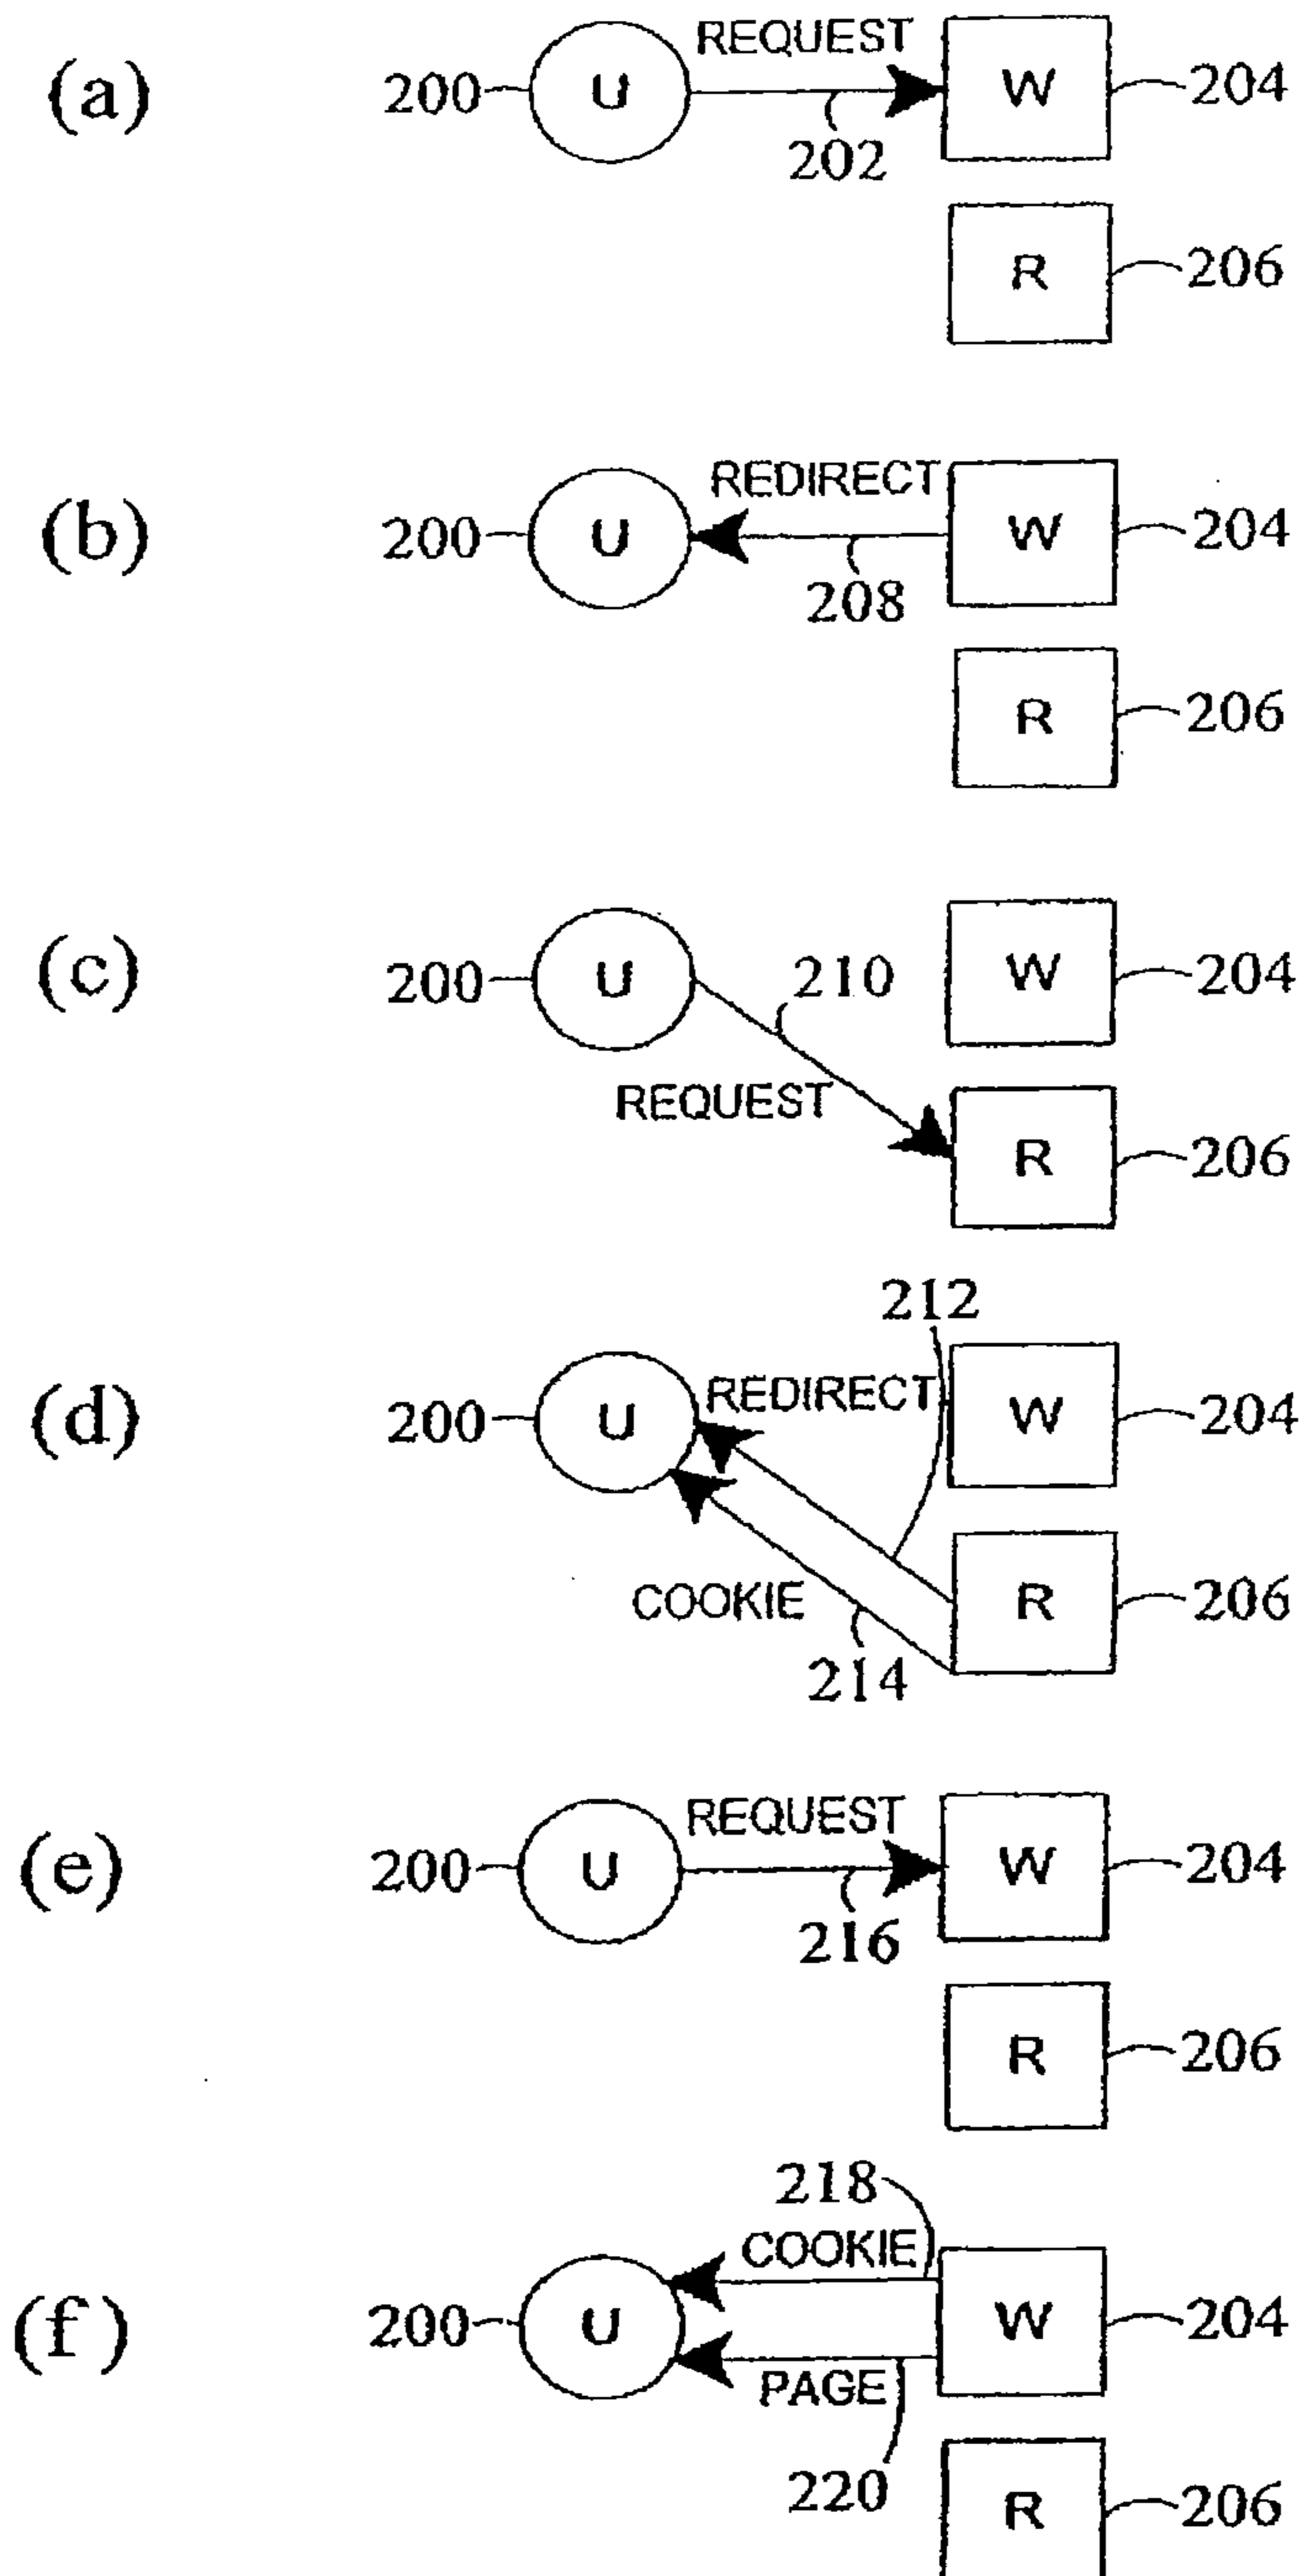 REQUEST
(a) 200 U W 204
202
R 206
REDIRECT
(b) 200 U W 204
208
R 206
(c) 200 U 210 W 204
REQUEST
R 206
212
REDIRECT
(d) 200 U W 204
COOKIE R 206
214
REQUEST
(e) 200 U W 204
216
R 206
218
COOKIE
(f) 200 U W 204
PAGE
220
R 206